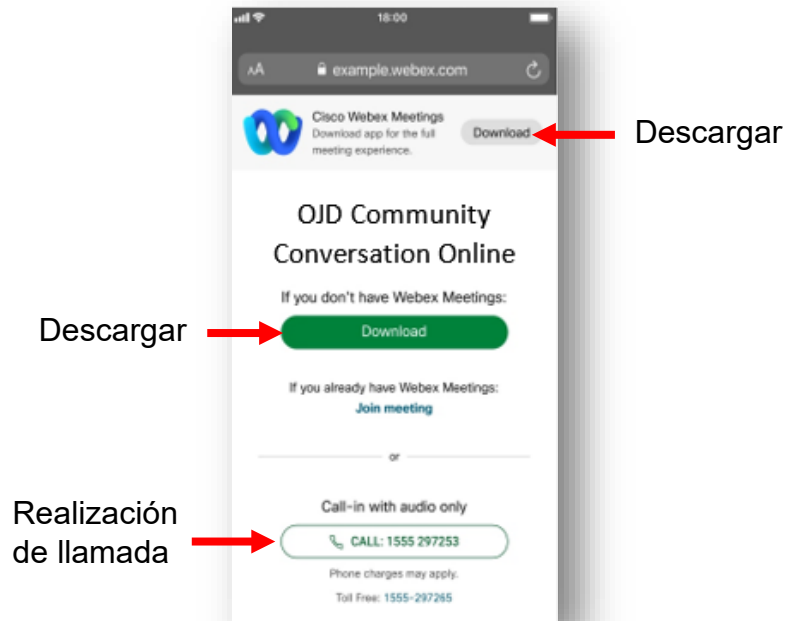 18:00
AA example.webex.com
Cisco Webex Meetings
Download app for the full
meeting experience.
Download
Descargar
OJD Community
Conversation Online
If you don't have Webex Meetings:
Descargar
Download
If you already have Webex Meetings:
Join meeting
or
Call-in with audio only
Realización
de llamada
CALL: 1555 297253
Phone charges may apply.
Toll Free: 1555-297265